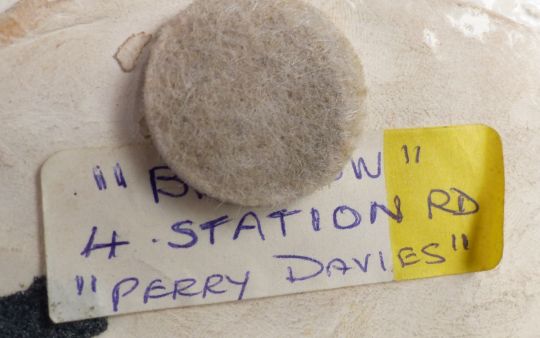 4. STATION RD
"PERRY DAVIES"